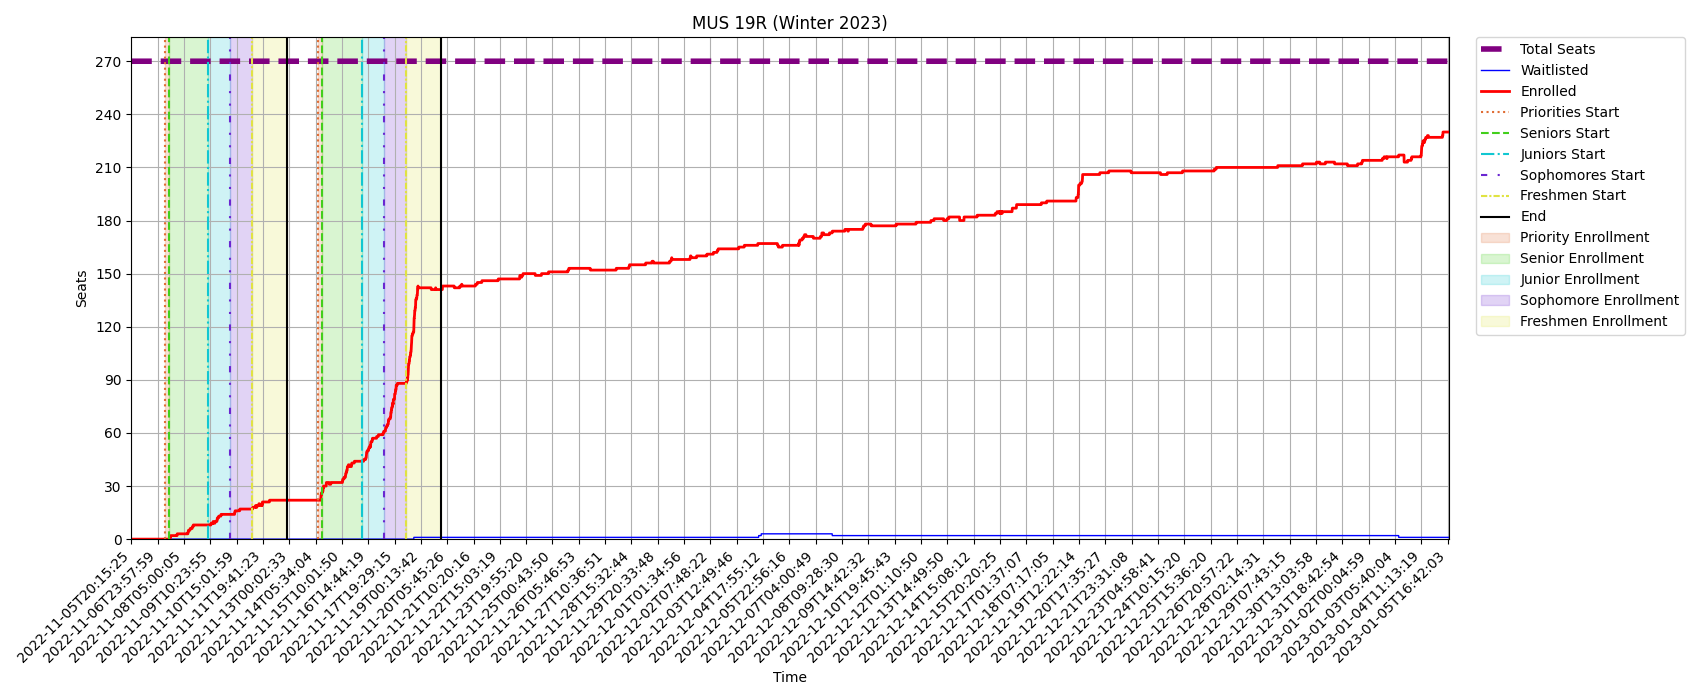 MUS 19R (Winter 2023)
Seats
270
240
210
180
150
120
90
60
30
0
2022-11-05T20:15:25
2022-11-06T23:57:59
2022-11-08T05:00:05
2022-11-09T10:23:55
2022-11-10T15:01:59
2022-11-11T19:41:23
2022-11-13T00:02:33
2022-11-14T05:34:04
2022-11-15T10:01:50
2022-11-16T14:44:19
2022-11-17T19:29:15
2022-11-19T00:13:42
2022-11-20T05:45:26
2022-11-21T10:20:16
2022-11-22T15:03:19
2022-11-23T19:55:20
2022-11-25T00:43:50
2022-11-26T05:46:53
2022-11-27T10:36:51
2022-11-28T15:32:44
2022-11-29T20:33:48
2022-12-01T01:34:56
2022-12-02T07:48:22
2022-12-03T12:49:46
2022-12-04T17:55:12
2022-12-05T22:56:16
2022-12-07T04:00:49
2022-12-08T09:28:30
2022-12-09T14:42:32
2022-12-10T19:45:43
2022-12-12T01:10:50
2022-12-13T14:49:50
2022-12-14T15:08:12
2022-12-15T20:20:25
2022-12-17T01:37:07
2022-12-18T07:17:05
2022-12-19T12:22:14
2022-12-20T17:35:27
2022-12-21T23:31:08
2022-12-23T04:58:41
2022-12-24T10:15:20
2022-12-25T15:36:20
2022-12-26T20:57:22
2022-12-28T02:14:31
2022-12-29T07:43:15
2022-12-30T13:03:58
2022-12-31T18:42:54
2023-01-02T00:04:59
2023-01-03T05:40:04
2023-01-04T11:13:19
2023-01-05T16:42:03
Time
Total Seats
Waitlisted
Enrolled
Priorities Start
Seniors Start
Juniors Start
Sophomores Start
Freshmen Start
End
Priority Enrollment
Senior Enrollment
Junior Enrollment
Sophomore Enrollment
Freshmen Enrollment